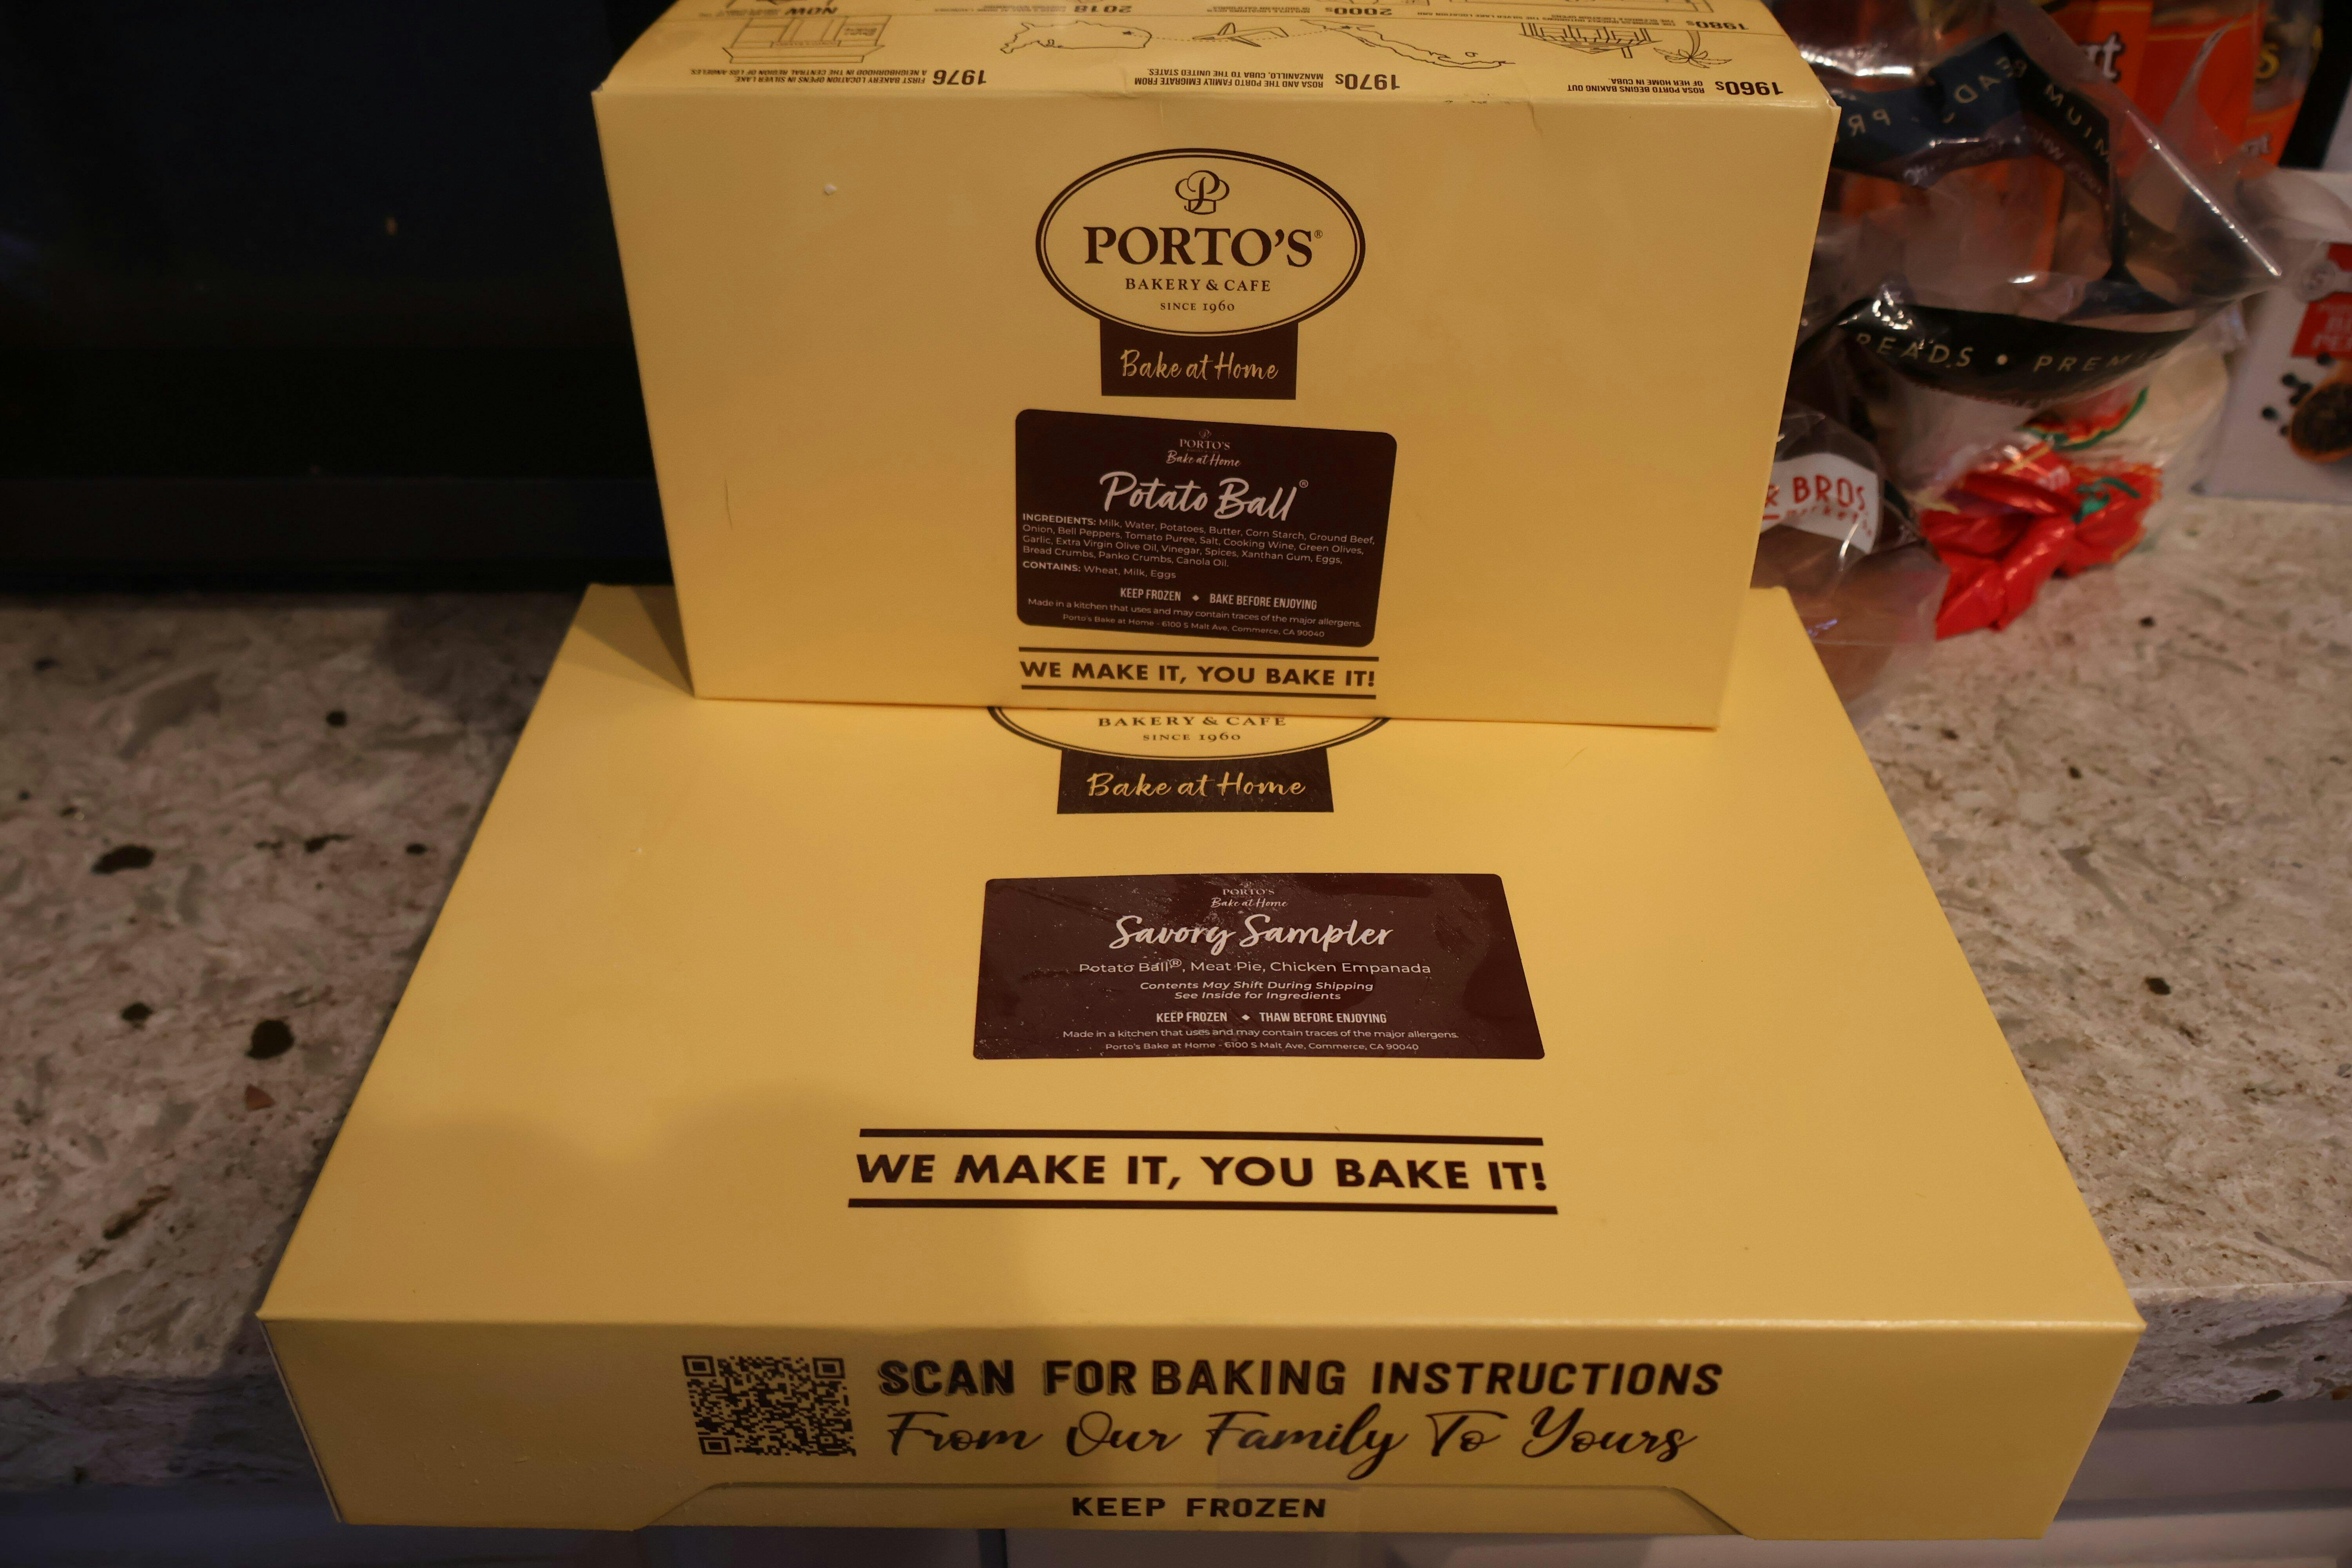 NOW
2018
2000s
1980s
FIRST BAKERY LOCATION OPENS IN SILVER LAKE,
A NEIGHBORHOOD IN THE CENTRAL REGION OF LOS ANGELES.
1976
ROSA AND THE PORTO FAMILY EMIGRATE FROM
MANZANILLO, CUBA TO THE UNITED STATES.
1970s
ROSA PORTO BEGINS BAKING OUT
OF HER HOME IN CUBA.
1960s
P
PORTO'S®
BAKERY & CAFE
SINCE 1960
Bake at Home
PORTO'S
Bake at Home
Potato Ball®
INGREDIENTS: Milk, Water, Potatoes, Butter, Corn Starch, Ground Beef,
Onion, Bell Peppers, Tomato Puree, Salt, Cooking Wine, Green Olives,
Garlic, Extra Virgin Olive Oil, Vinegar, Spices, Xanthan Gum, Eggs,
Bread Crumbs, Panko Crumbs, Canola Oil.
CONTAINS: Wheat, Milk, Eggs
KEEP FROZEN ◆ BAKE BEFORE ENJOYING
Made in a kitchen that uses and may contain traces of the major allergens.
Porto's Bake at Home - 6100 S Malt Ave, Commerce, CA 90040
WE MAKE IT, YOU BAKE IT!
BAKERY & CAFE
SINCE 1960
Bake at Home
PORTO'S
Bake at Home
Savory Sampler
Potato Ball®, Meat Pie, Chicken Empanada
Contents May Shift During Shipping
See Inside for Ingredients
KEEP FROZEN ◆ THAW BEFORE ENJOYING
Made in a kitchen that uses and may contain traces of the major allergens.
Porto's Bake at Home - 6100 S Malt Ave, Commerce, CA 90040
WE MAKE IT, YOU BAKE IT!
SCAN FOR BAKING INSTRUCTIONS
From Our Family To Yours
KEEP FROZEN
READS • PREMI
& BROS
markets